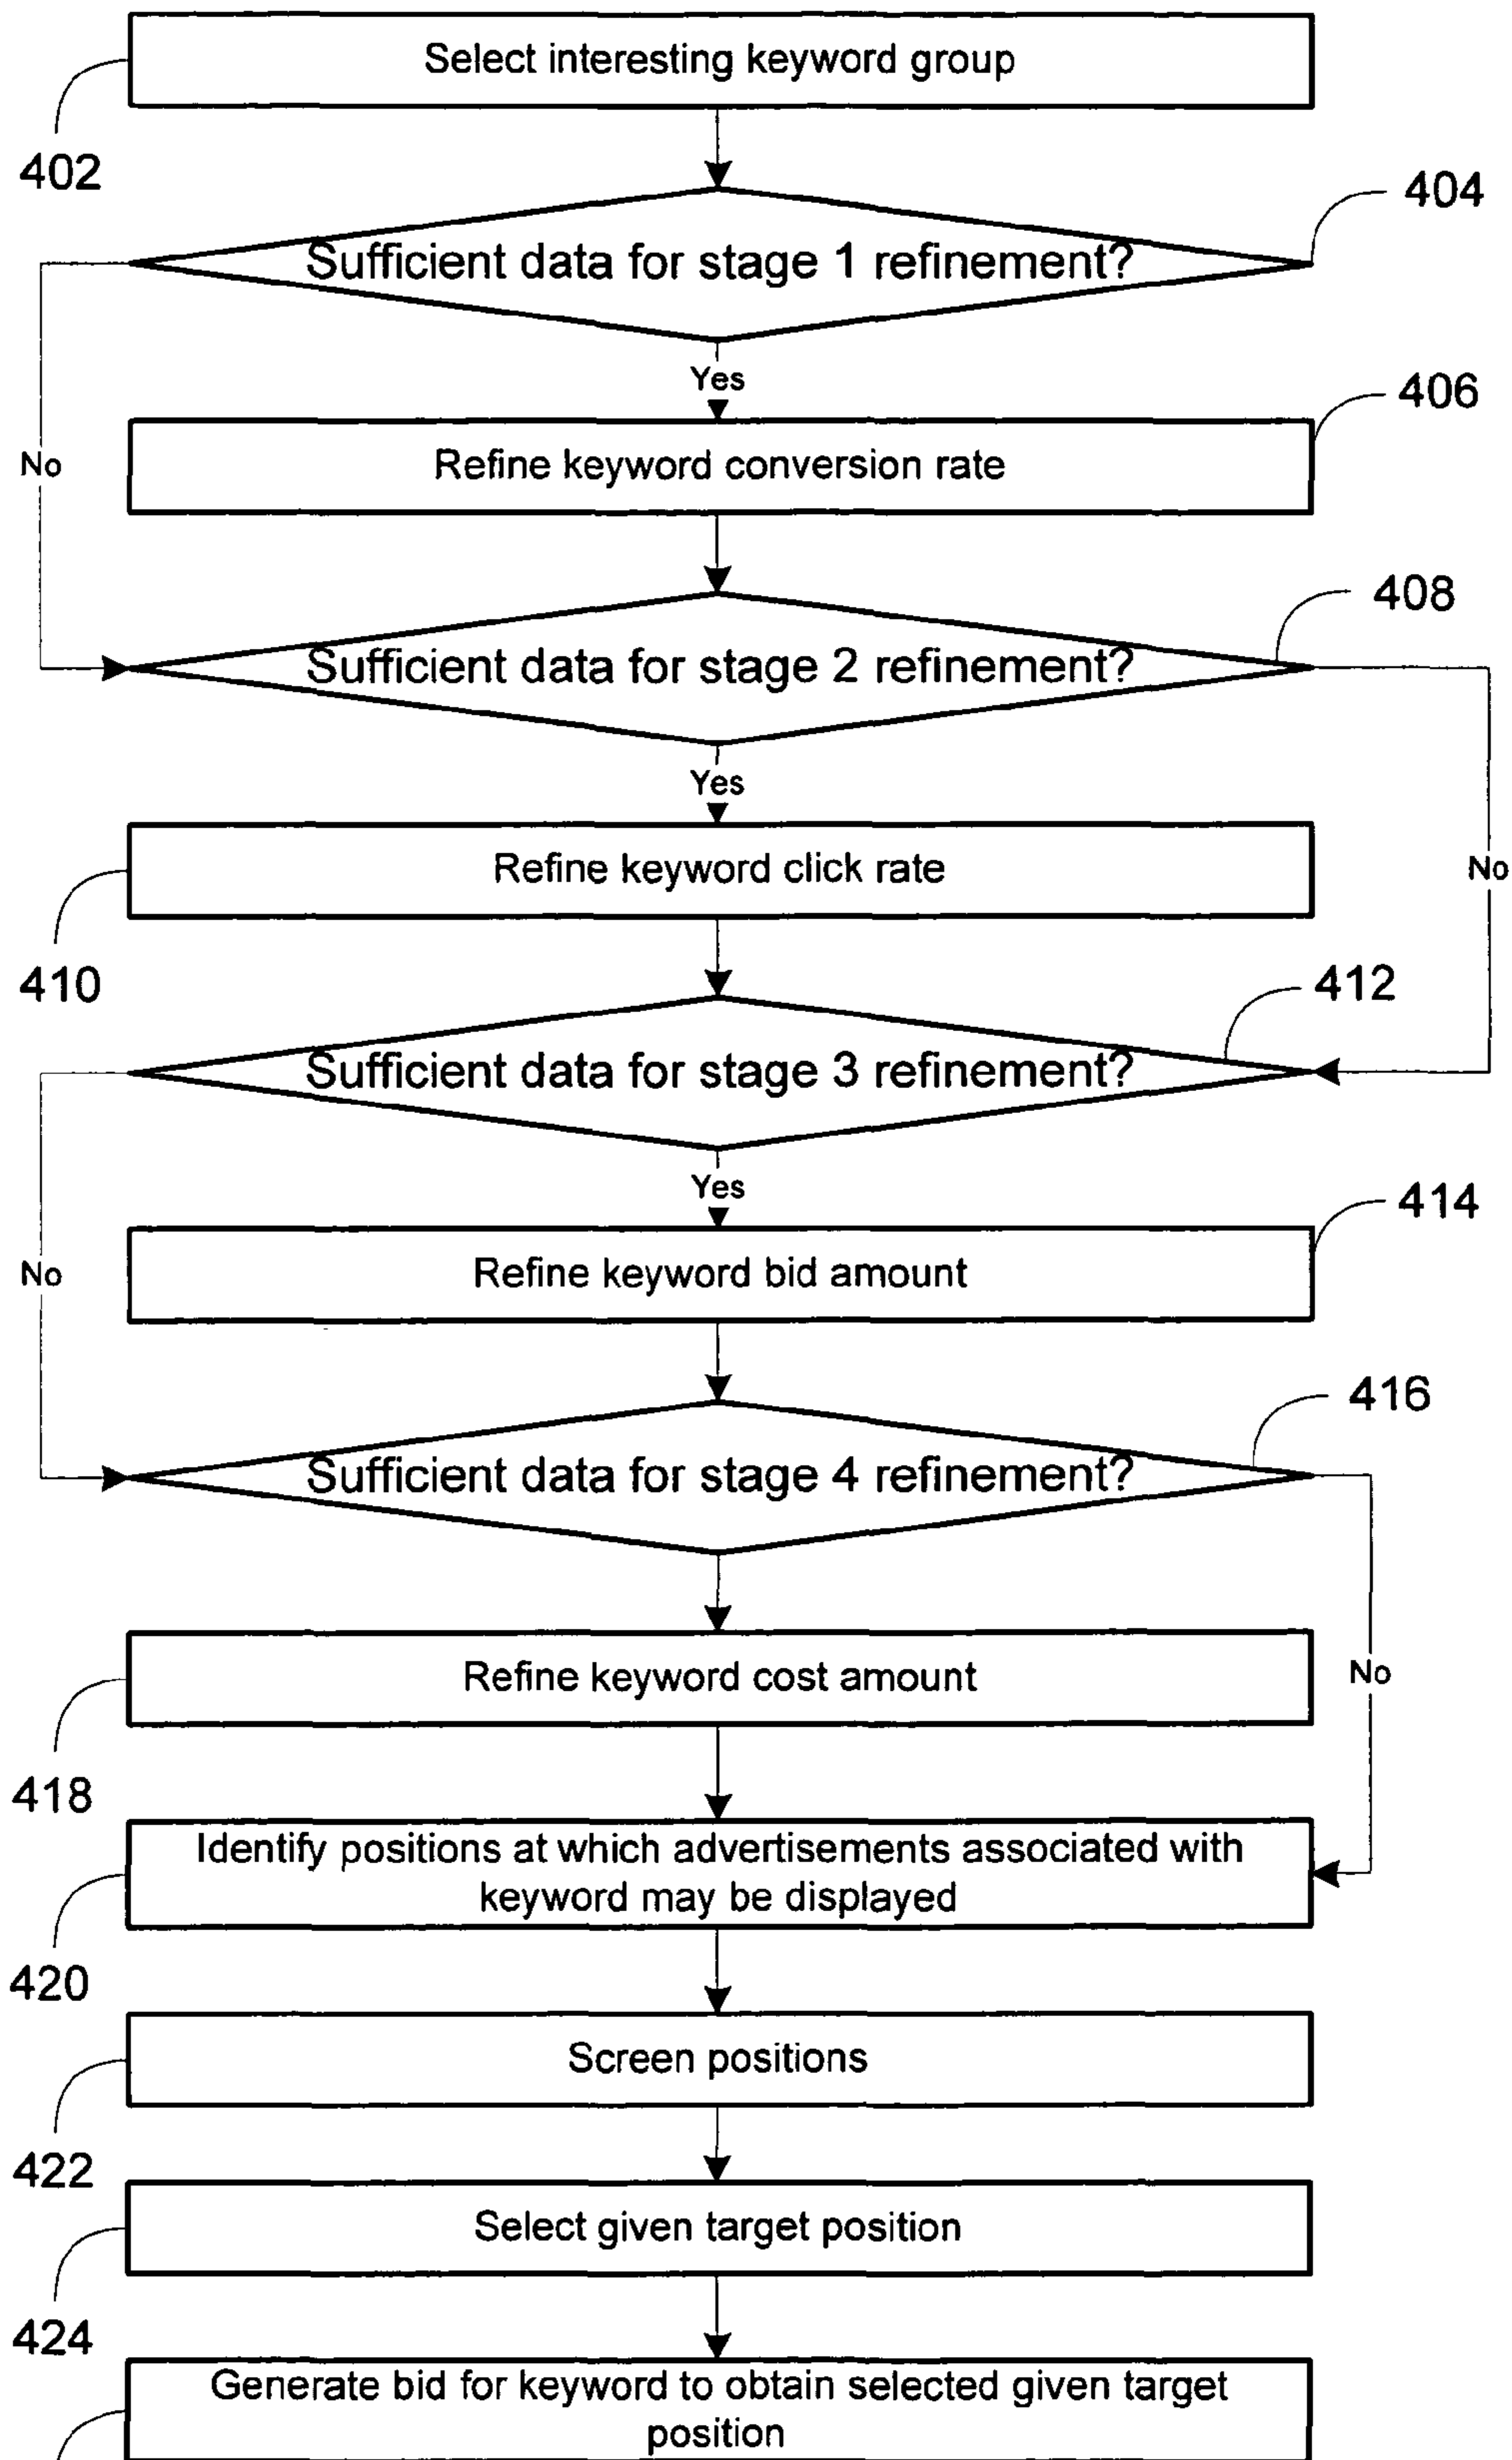 Select interesting keyword group
402
404
Sufficient data for stage 1 refinement?
Yes
406
No
Refine keyword conversion rate
408
Sufficient data for stage 2 refinement?
Yes
Refine keyword click rate
No
410
412
Sufficient data for stage 3 refinement?
Yes
414
No
Refine keyword bid amount
416
Sufficient data for stage 4 refinement?
Refine keyword cost amount
No
418
Identify positions at which advertisements associated with
keyword may be displayed
420
Screen positions
422
Select given target position
424
Generate bid for keyword to obtain selected given target
position